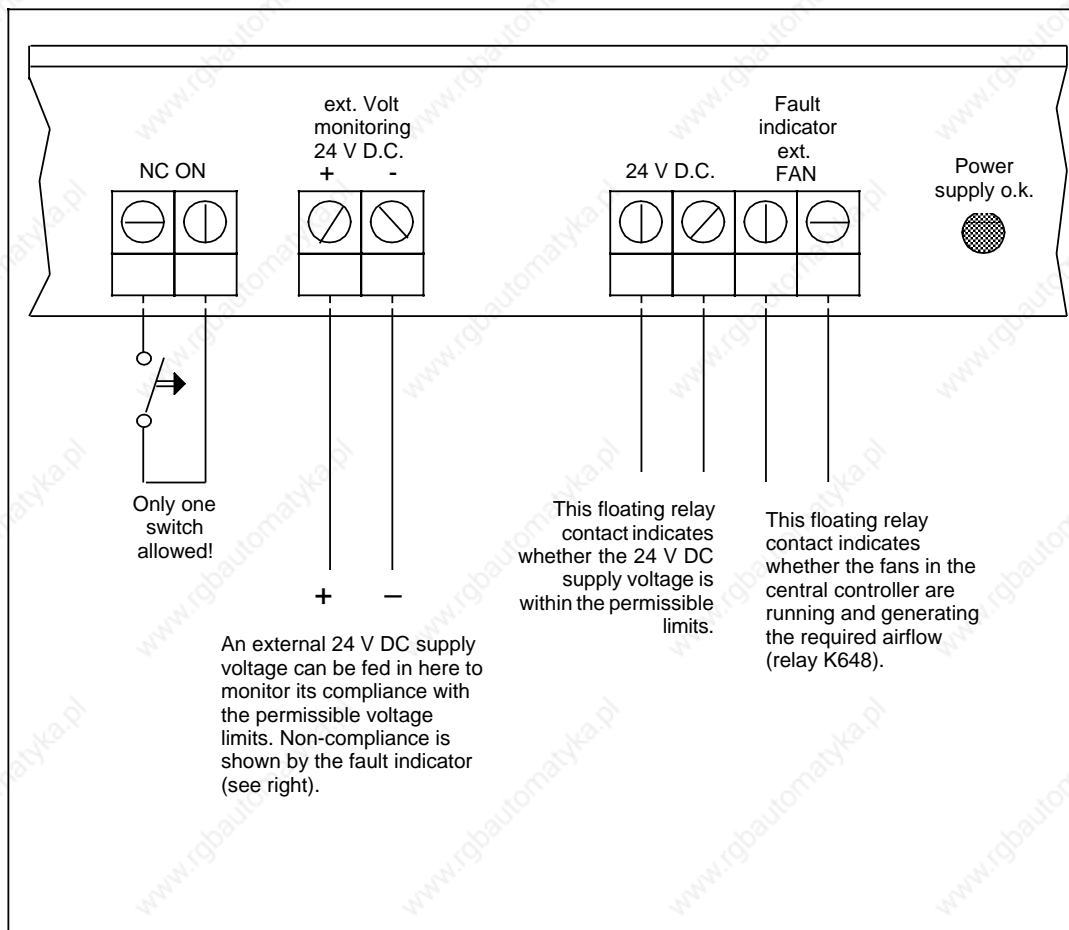 ext. Volt
monitoring
24 V D.C.
+ -
NC ON
Fault
indicator
ext.
FAN
24 V D.C.
Power
supply o.k.
Only one
switch
allowed!
+ −
An external 24 V DC supply
voltage can be fed in here to
monitor its compliance with
the permissible voltage
limits. Non-compliance is
shown by the fault indicator
(see right).
This floating relay
contact indicates
whether the 24 V DC
supply voltage is
within the permissible
limits.
This floating relay
contact indicates
whether the fans in the
central controller are
running and generating
the required airflow
(relay K648).
www.rgbautomatyka.pl